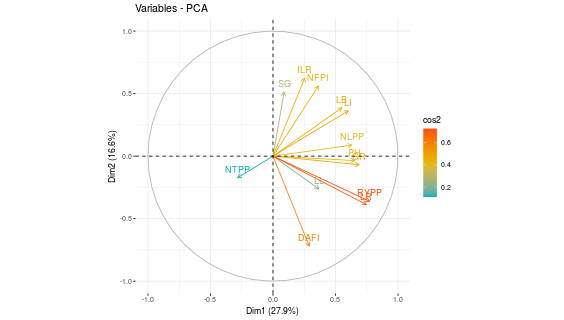 Variables - PCA
1.0
0.5
0.0
-0.5
-1.0
Dim2 (16.6%)
ILR
NFPI
SG
LB
LI
NLPP
PH
NTPP
RYPP
DAFI
-1.0
-0.5
0.0
0.5
1.0
Dim1 (27.9%)
cos2
0.6
0.4
0.2